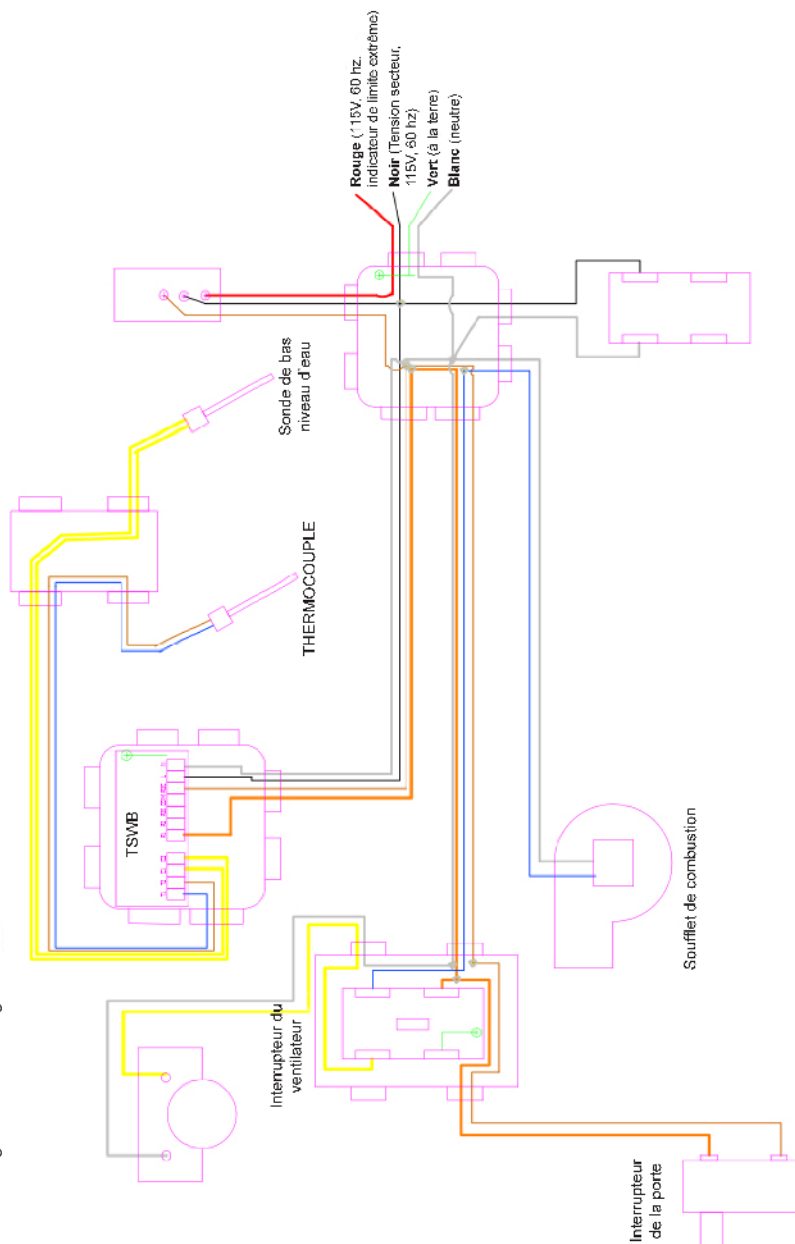 Rouge (115V. 60 hz.
indicateur de limite extrême)
Noir (Tension secteur,
115V, 60 hz)
Vert (à la terre)
Blanc (neutre)
Sonde de bas
niveau d'eau
THERMOCOUPLE
TSWB
Interrupteur du
ventilateur
Soufflet de combustion
Interrupteur
de la porte